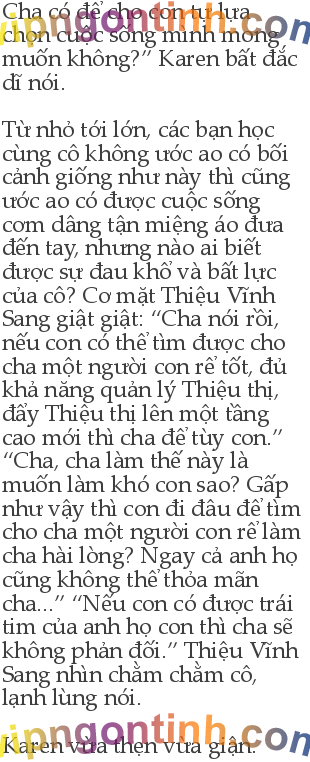 Cha có để cho con tự lựa
chọn cuộc sống mình mong
muốn không?” Karen bất đắc
dĩ nói.
Từ nhỏ tới lớn, các bạn học
cùng cô không ước ao có bối
cảnh giống như này thì cũng
ước ao có được cuộc sống
cơm dâng tận miệng áo đưa
đến tay, nhưng nào ai biết
được sự đau khổ và bất lực
của cô? Cơ mặt Thiệu Vĩnh
Sang giật giật: “Cha nói rồi,
nếu con có thể tìm được cho
cha một người con rể tốt, đủ
khả năng quản lý Thiệu thị,
đẩy Thiệu thị lên một tầng
cao mới thì cha để tùy con.”
“Cha, cha làm thế này là
muốn làm khó con sao? Gấp
như vậy thì con đi đâu để tìm
cho cha một người con rể làm
cha hài lòng? Ngay cả anh họ
cũng không thể thỏa mãn
cha...” “Nếu con có được trái
tim của anh họ con thì cha sẽ
không phản đối.” Thiệu Vĩnh
Sang nhìn chằm chằm cô,
lạnh lùng nói.
Karen vừa thẹn vừa giận:
vipngontinh.com
vipngontinh.com